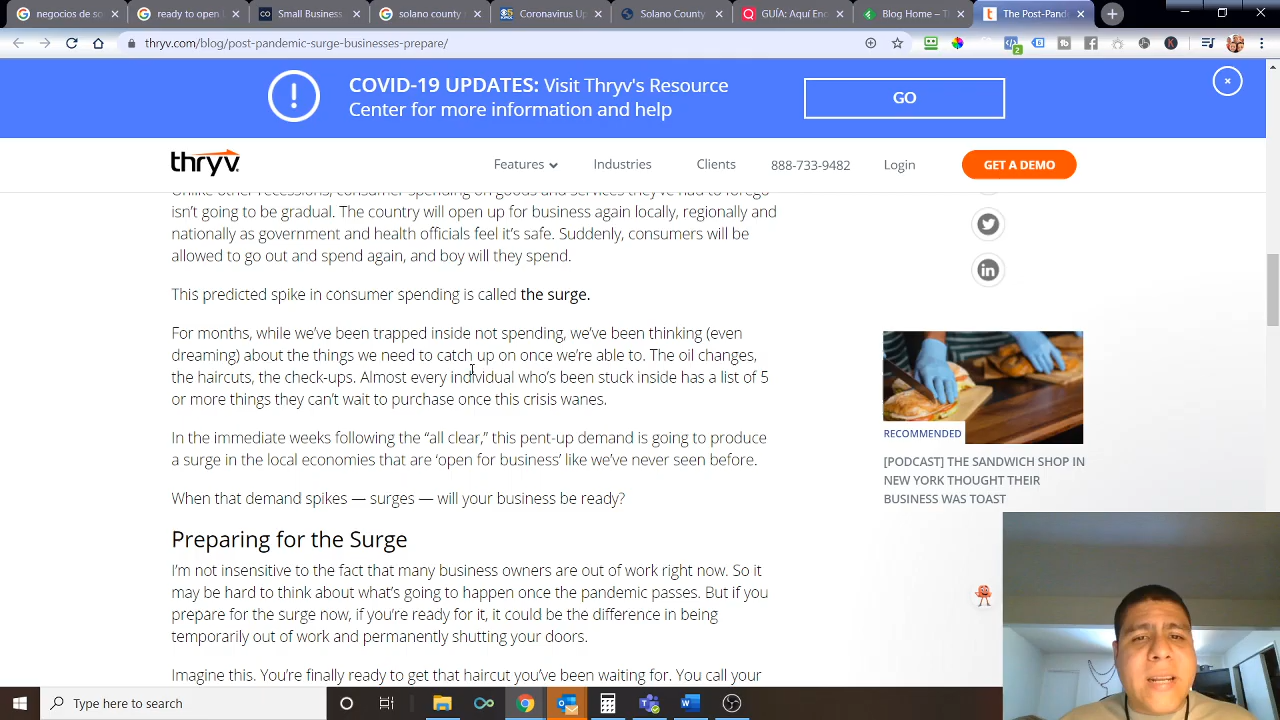 negocios de so
ready to open
Small Business
solano county
Coronavirus Up
Solano County
GUÍA: Aquí Enc
Blog Home – Ti
The Post-Pand
thryv.com/blog/post-pandemic-surge-businesses-prepare/
2
K
COVID-19 UPDATES: Visit Thryv's Resource
Center for more information and help
GO
thryv
Features
Industries
Clients
888-733-9482
Login
GET A DEMO
Unlike other recessions, consumer spending on goods and services they've had to forego
isn't going to be gradual. The country will open up for business again locally, regionally and
nationally as government and health officials feel it's safe. Suddenly, consumers will be
allowed to go out and spend again, and boy will they spend.
This predicted spike in consumer spending is called the surge.
For months, while we've been trapped inside not spending, we've been thinking (even
dreaming) about the things we need to catch up on once we're able to. The oil changes,
the haircuts, the check-ups. Almost every individual who's been stuck inside has a list of 5
or more things they can't wait to purchase once this crisis wanes.
In the immediate weeks following the “all clear,” this pent-up demand is going to produce
a surge in the local economies that are ‘open for business’ like we've never seen before.
When that demand spikes — surges — will your business be ready?
Preparing for the Surge
I'm not insensitive to the fact that many business owners are out of work right now. So it
may be hard to think about what's going to happen once the pandemic passes. But if you
prepare for the surge now, if you're ready for it, it could be the difference in being
temporarily out of work and permanently shutting your doors.
Imagine this. You're finally ready to get that haircut you've been waiting for. You call your
RECOMMENDED
[PODCAST] THE SANDWICH SHOP IN
NEW YORK THOUGHT THEIR
BUSINESS WAS TOAST
Type here to search